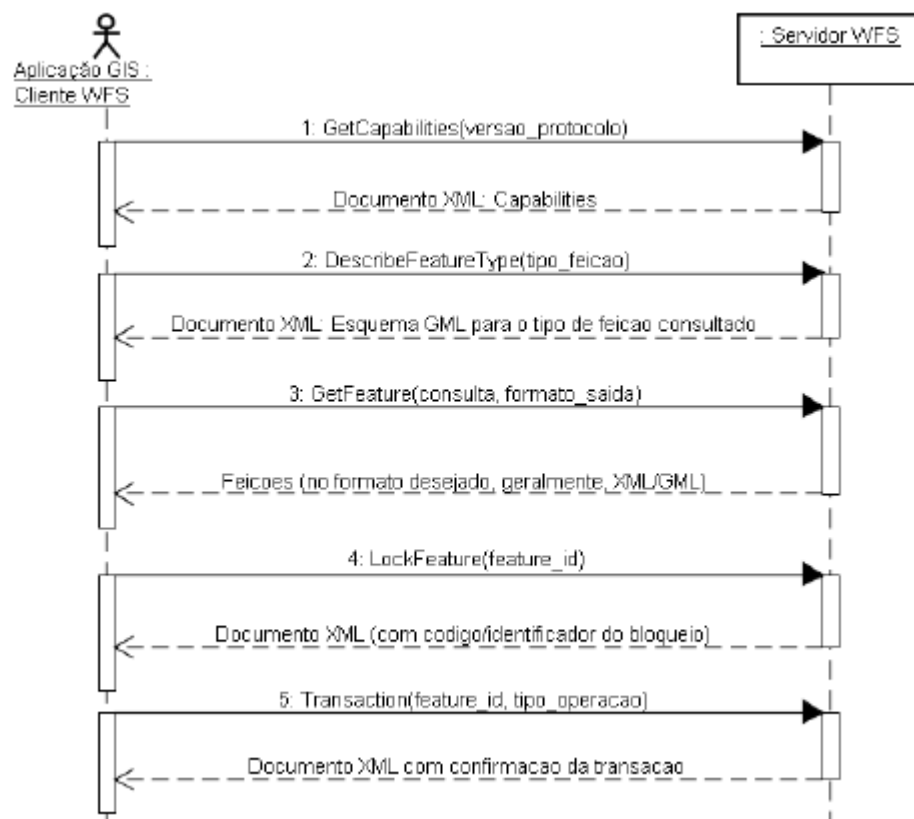 Aplicação GIS :
Cliente WFS
: Servidor WFS
1: GetCapabilities(versao_protocolo)
Documento XML: Capabilities
2: DescribeFeatureType(tipo_feicao)
Documento XML: Esquema GML para o tipo de feicao consultado
3: GetFeature(consulta, formato_saida)
Feicoes (no formato desejado, geralmente, XML/GML)
4: LockFeature(feature_id)
Documento XML (com codigo/identificador do bloqueio)
5: Transaction(feature_id, tipo_operacao)
Documento XML com confirmacao da transacao